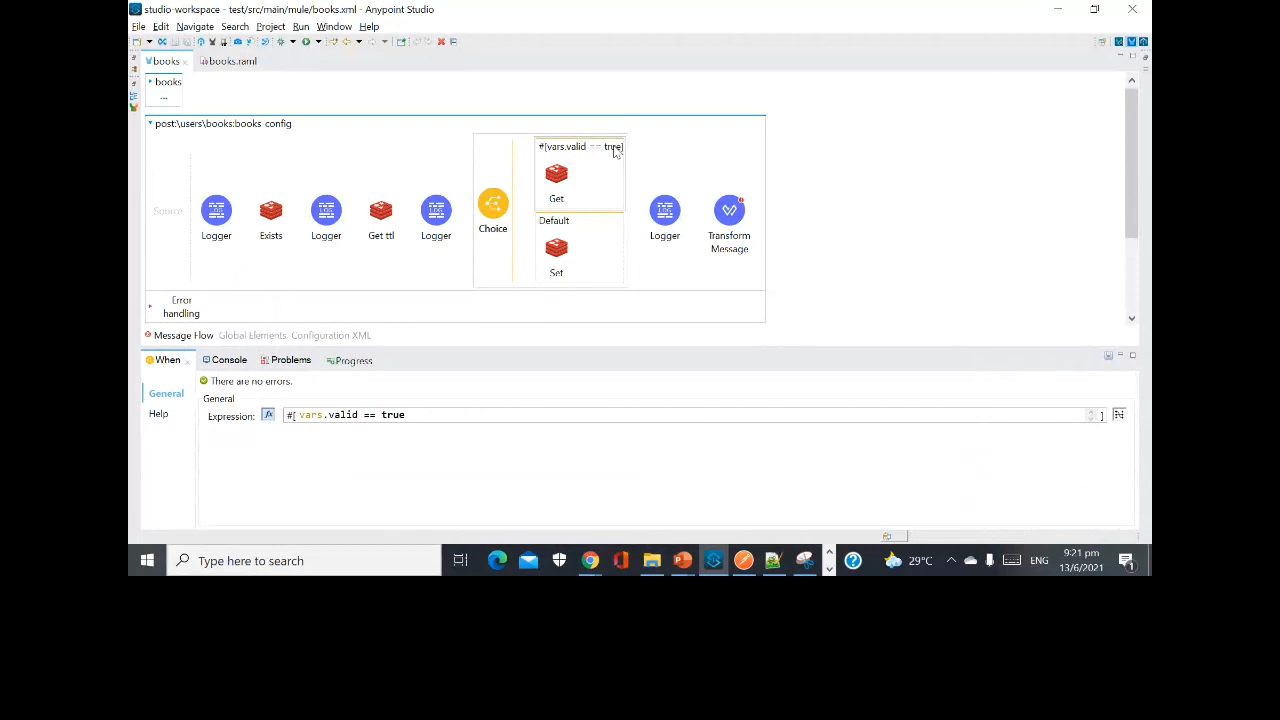 studio-workspace - test/src/main/mule/books.xml - Anypoint Studio
File Edit Navigate Search Project Run Window Help
books books.raml
books
...
post:\users\books:books-config
#[vars.valid == true]
Get
Source
Logger Exists Logger Get ttl Logger
Choice
Default
Set
Logger Transform
Message
Error
handling
Message Flow Global Elements Configuration XML
When Console Problems Progress
There are no errors.
General
General
Expression: #[ vars.valid == true ]
Help
Type here to search
29°C ENG 9:21 pm
13/6/2021
1